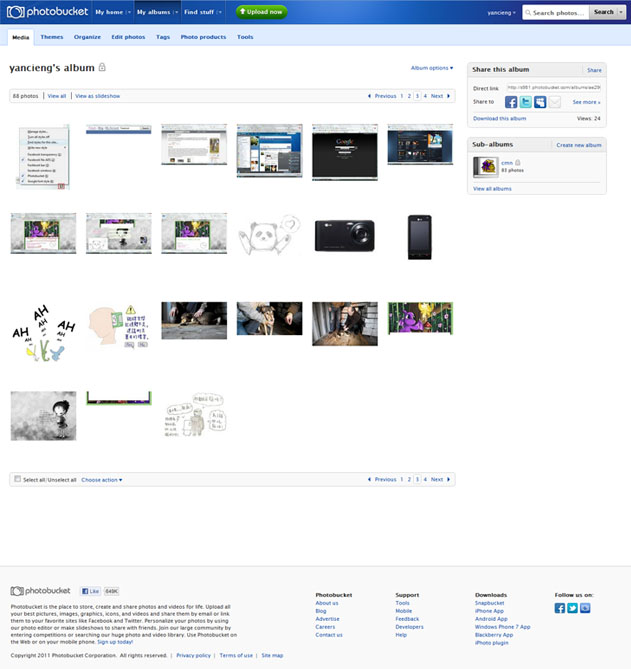 photobucket
My home
My albums
Find stuff
Upload now
yancieng
Search photos...
Search
Media
Themes
Organize
Edit photos
Tags
Photo products
Tools
yancieng's album
Album options
88 photos | View all | View as slideshow
Previous 1 2 3 4 Next
AH
AH
AH
AH
AH
AH
Google
Select all/Unselect all
Choose action
Previous 1 2 3 4 Next
Share this album
Share
Direct link
Share to
See more »
Download this album
Views: 24
Sub-albums
Create new album
cmn
83 photos
View all albums
photobucket
Like
Photobucket is the place to store, create and share photos and videos for life. Upload all
your best pictures, images, graphics, icons, and videos and share them by email or link
them to your favorite sites like Facebook and Twitter. Personalize your photos by using
our photo editor or make slideshows to share with friends. Join our large community by
entering competitions or searching our huge photo and video library. Use Photobucket on
the Web or on your mobile phone. Sign up today!
Copyright 2011 Photobucket Corporation. All rights reserved. | Privacy policy | Terms of use | Site map
Photobucket
About us
Blog
Advertise
Careers
Contact us
Support
Tools
Mobile
Feedback
Developers
Help
Downloads
Snapbucket
iPhone App
Android App
Windows Phone 7 App
Blackberry App
iPhoto plugin
Follow us on: